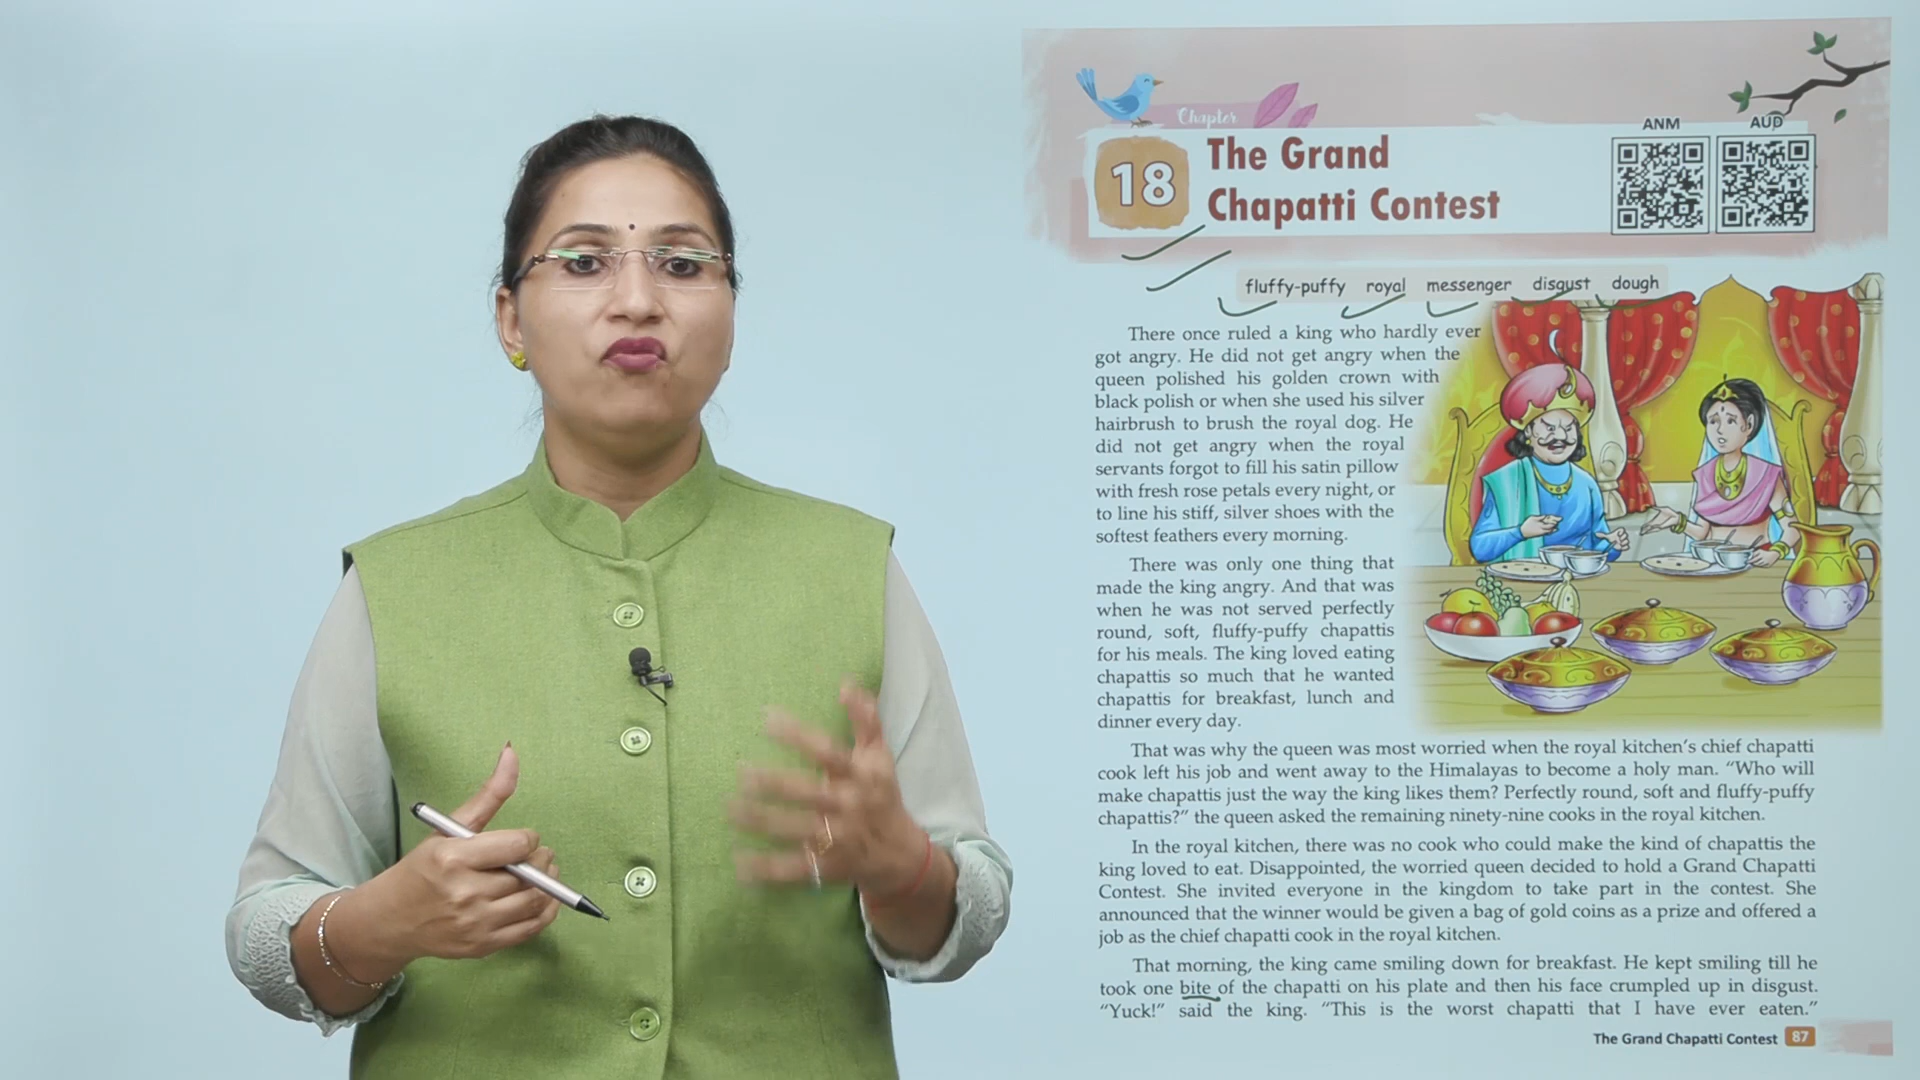 Chapter
18
The Grand
Chapatti Contest
ANM
AUD
fluffy-puffy royal messenger disgust dough
There once ruled a king who hardly ever
got angry. He did not get angry when the
queen polished his golden crown with
black polish or when she used his silver
hairbrush to brush the royal dog. He
did not get angry when the royal
servants forgot to fill his satin pillow
with fresh rose petals every night, or
to line his stiff, silver shoes with the
softest feathers every morning.
There was only one thing that
made the king angry. And that was
when he was not served perfectly
round, soft, fluffy-puffy chapattis
for his meals. The king loved eating
chapattis so much that he wanted
chapattis for breakfast, lunch and
dinner every day.
That was why the queen was most worried when the royal kitchen's chief chapatti
cook left his job and went away to the Himalayas to become a holy man. "Who will
make chapattis just the way the king likes them? Perfectly round, soft and fluffy-puffy
chapattis?" the queen asked the remaining ninety-nine cooks in the royal kitchen.
In the royal kitchen, there was no cook who could make the kind of chapattis the
king loved to eat. Disappointed, the worried queen decided to hold a Grand Chapatti
Contest. She invited everyone in the kingdom to take part in the contest. She
announced that the winner would be given a bag of gold coins as a prize and offered a
job as the chief chapatti cook in the royal kitchen.
That morning, the king came smiling down for breakfast. He kept smiling till he
took one bite of the chapatti on his plate and then his face crumpled up in disgust.
"Yuck!" said the king. "This is the worst chapatti that I have ever eaten."
The Grand Chapatti Contest 87